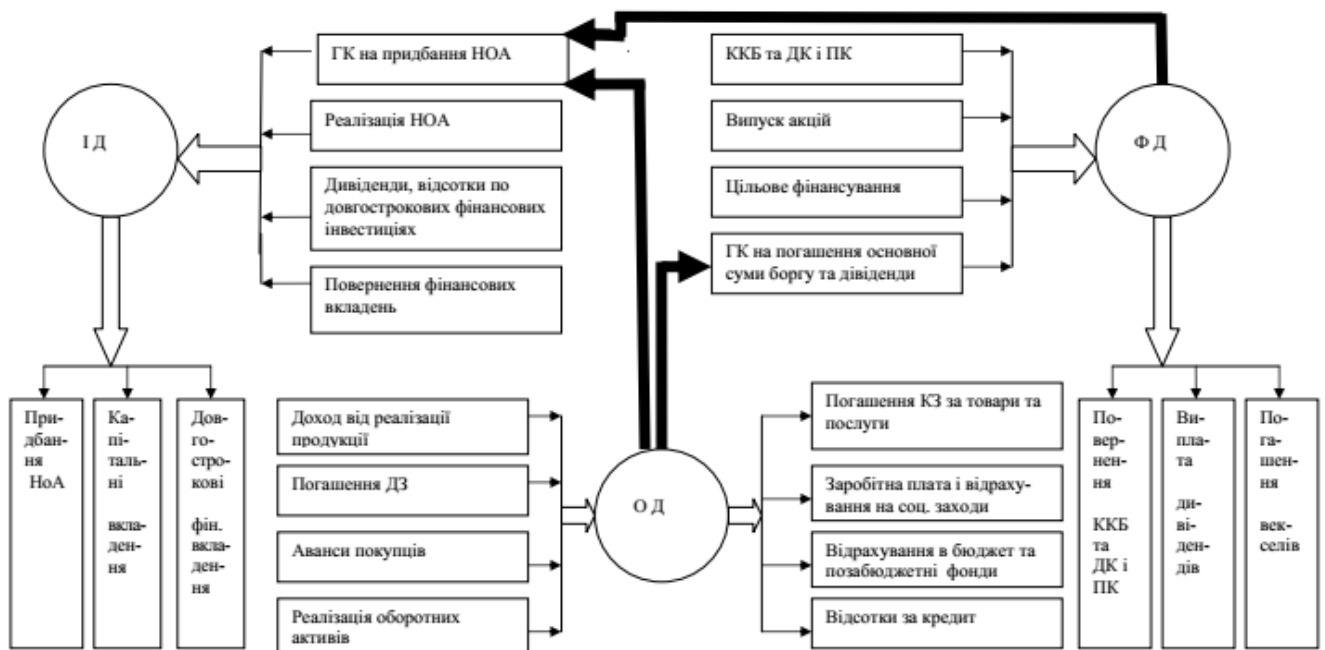 ГК на придбання НОА
Реалізація НОА
Дивіденди, відсотки по
довгострокових фінансових
інвестиціях
Повернення фінансових
вкладень
І Д
ККБ та ДК і ПК
Випуск акцій
Цільове фінансування
ГК на погашення основної
суми боргу та дівіденди
Ф Д
При-
дбан-
ня
НоА
Ка-
пі-
таль-
ні
вкла-
ден-
ня
Дов-
го-
стро-
кові
фін.
вкла-
ден-
ня
Доход від реалізації
продукції
Погашення ДЗ
Аванси покупців
Реалізація оборотних
активів
О Д
Погашення КЗ за товари та
послуги
Заробітна плата і відраху-
вання на соц. заходи
Відрахування в бюджет та
позабюджетні фонди
Відсотки за кредит
По-
вер-
нен-
ня
ККБ
та
ДК і
ПК
Ви-
пла-
та
ди-
ві-
ден-
дів
По-
га-
шен-
ня
век-
селів